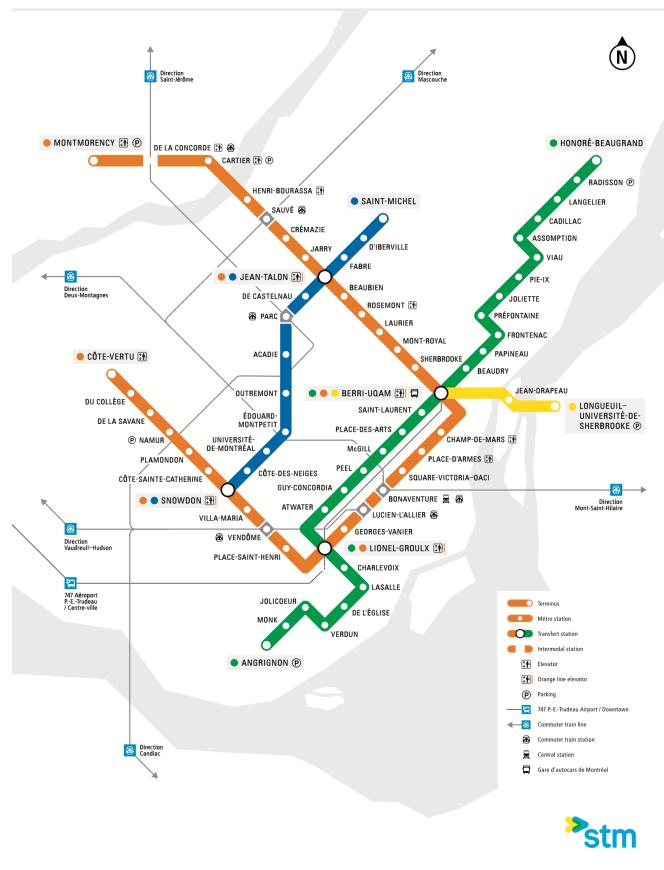 Direction
Saint-Jérôme
Direction
Mascouche
N
MONTMORENCY P
DE LA CONCORDE
CARTIER P
HONORÉ-BEAUGRAND
RADISSON P
HENRI-BOURASSA
SAINT-MICHEL
LANGELIER
SAUVÉ
CADILLAC
CRÉMAZIE
D'IBERVILLE
ASSOMPTION
JARRY
VIAU
FABRE
JEAN-TALON
PIE-IX
Direction
Deux-Montagnes
BEAUBIEN
DE CASTELNAU
JOLIETTE
ROSEMONT
PARC
PRÉFONTAINE
LAURIER
FRONTENAC
MONT-ROYAL
ACADIE
PAPINEAU
CÔTE-VERTU
SHERBROOKE
BEAUDRY
DU COLLÈGE
OUTREMONT
BERRI-UQAM
JEAN-DRAPEAU
DE LA SAVANE
ÉDOUARD-
MONTPETIT
SAINT-LAURENT
LONGUEUIL–
UNIVERSITÉ-DE-
SHERBROOKE P
P NAMUR
UNIVERSITÉ-
DE-MONTRÉAL
PLACE-DES-ARTS
CHAMP-DE-MARS
PLAMONDON
McGILL
PLACE-D'ARMES
CÔTE-SAINTE-CATHERINE
CÔTE-DES-NEIGES
PEEL
SQUARE-VICTORIA–OACI
GUY-CONCORDIA
SNOWDON
BONAVENTURE
Direction
Mont-Saint-Hilaire
VILLA-MARIA
ATWATER
LUCIEN-L'ALLIER
VENDÔME
GEORGES-VANIER
Direction
Vaudreuil–Hudson
PLACE-SAINT-HENRI
LIONEL-GROULX
CHARLEVOIX
747 Aéroport
P.-E.-Trudeau
/ Centre-ville
LASALLE
JOLICOEUR
DE L'ÉGLISE
MONK
VERDUN
ANGRIGNON P
Terminus
Métro station
Transfert station
Intermodal station
Elevator
Orange line elevator
P Parking
747 P.-E.-Trudeau Airport / Downtown
Commuter train line
Commuter train station
Central station
Gare d'autocars de Montréal
Direction
Candiac
stm